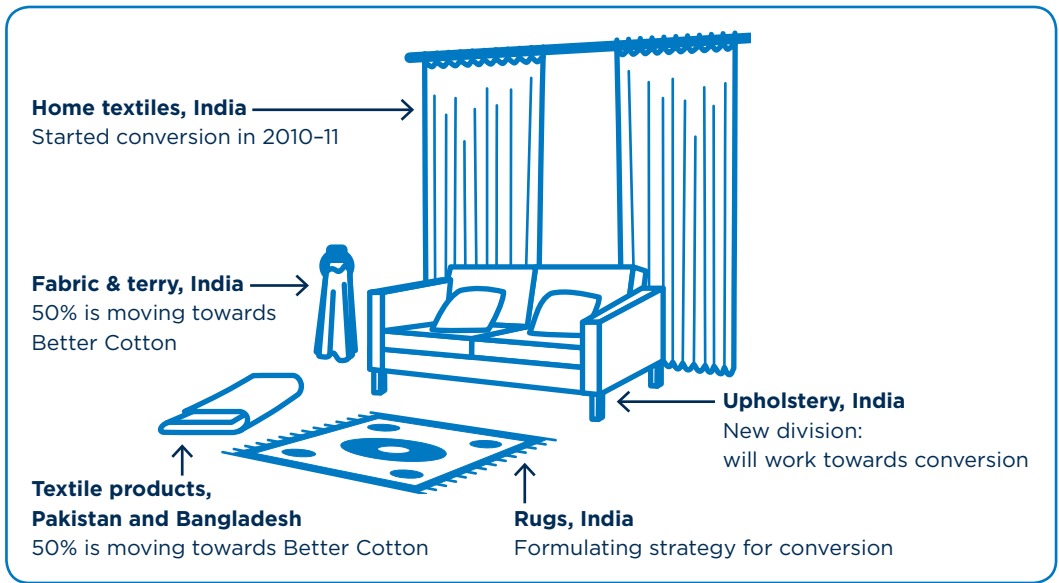 Home textiles, India
Started conversion in 2010–11
Fabric & terry, India
50% is moving towards
Better Cotton
Upholstery, India
New division:
will work towards conversion
Textile products,
Pakistan and Bangladesh
50% is moving towards Better Cotton
Rugs, India
Formulating strategy for conversion